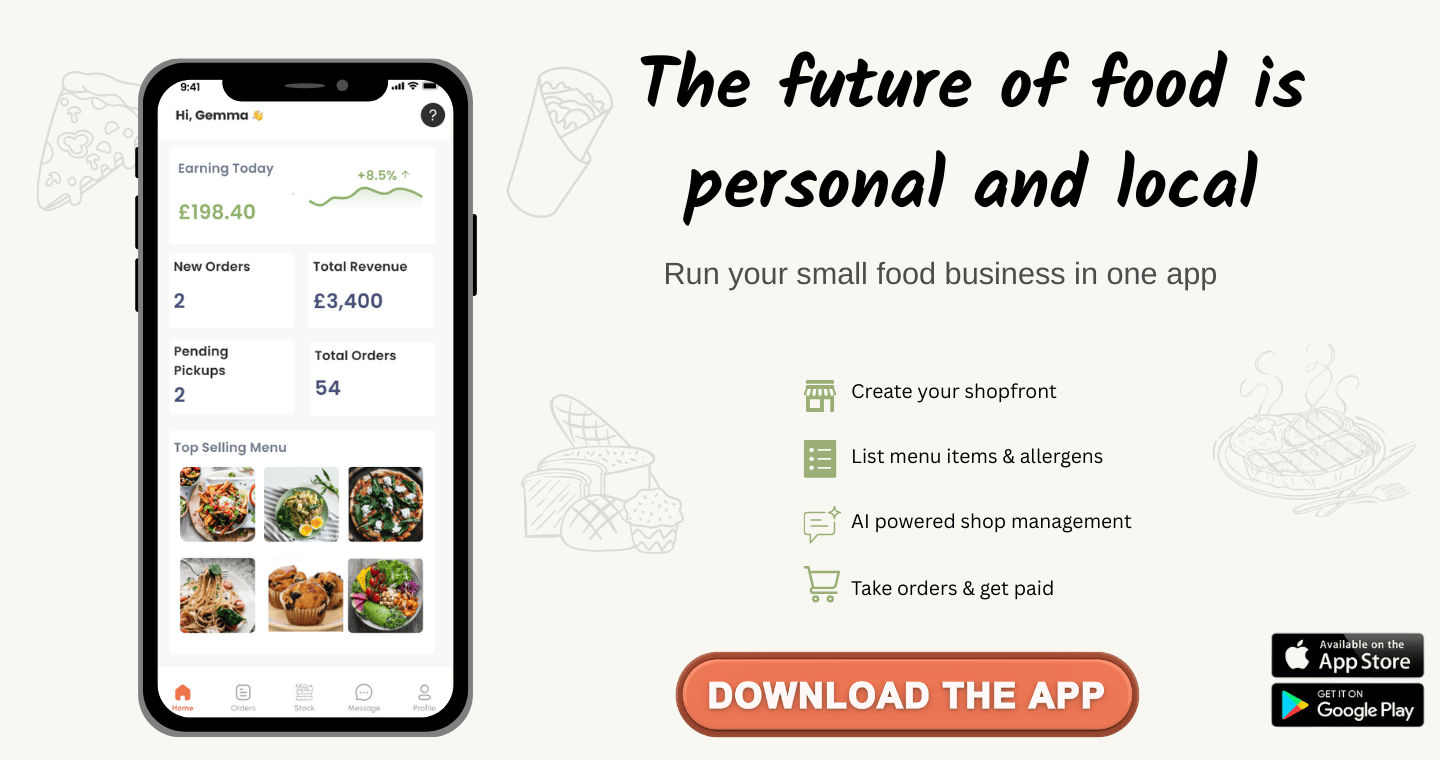 9:41
Hi, Gemma 👋
?
Earning Today
+8.5% ↑
£198.40
New Orders
2
Total Revenue
£3,400
Pending
Pickups
2
Total Orders
54
Top Selling Menu
Home
Orders
Stock
Message
Profile
The future of food is
personal and local
Run your small food business in one app
Create your shopfront
List menu items & allergens
AI powered shop management
Take orders & get paid
DOWNLOAD THE APP
Available on the
App Store
GET IT ON
Google Play